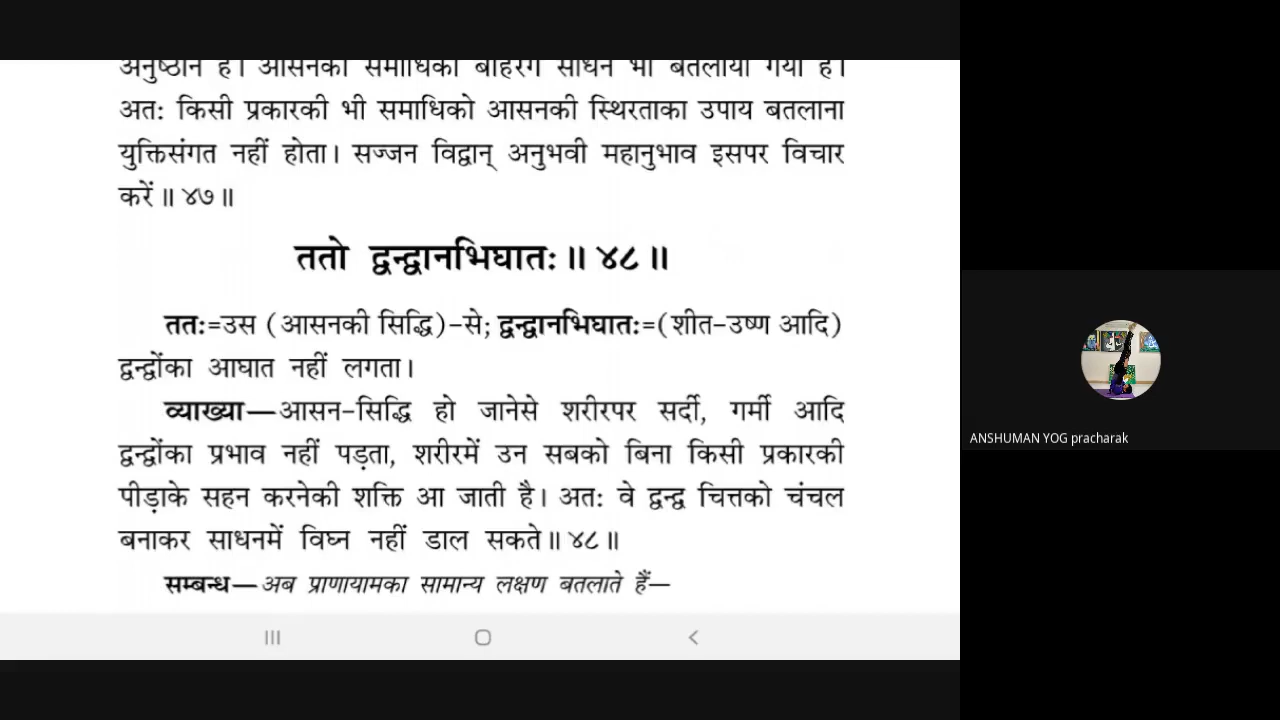 अनुष्ठान है। आसनको समाधिका बहिरंग साधन भी बतलाया गया है।
अतः किसी प्रकारकी भी समाधिको आसनकी स्थिरताका उपाय बतलाना
युक्तिसंगत नहीं होता। सज्जन विद्वान् अनुभवी महानुभाव इसपर विचार
करें॥ ४७॥
ततो द्वन्द्वानभिघातः॥ ४८॥
ततः=उस (आसनकी सिद्धि)-से; द्वन्द्वानभिघातः=(शीत-उष्ण आदि)
द्वन्द्वोंका आघात नहीं लगता।
व्याख्या—आसन-सिद्धि हो जानेसे शरीरपर सर्दी, गर्मी आदि
द्वन्द्वोंका प्रभाव नहीं पड़ता, शरीरमें उन सबको बिना किसी प्रकारकी
पीड़ाके सहन करनेकी शक्ति आ जाती है। अतः वे द्वन्द्व चित्तको चंचल
बनाकर साधनमें विघ्न नहीं डाल सकते॥ ४८॥
सम्बन्ध—अब प्राणायामका सामान्य लक्षण बतलाते हैं—
ANSHUMAN YOG pracharak